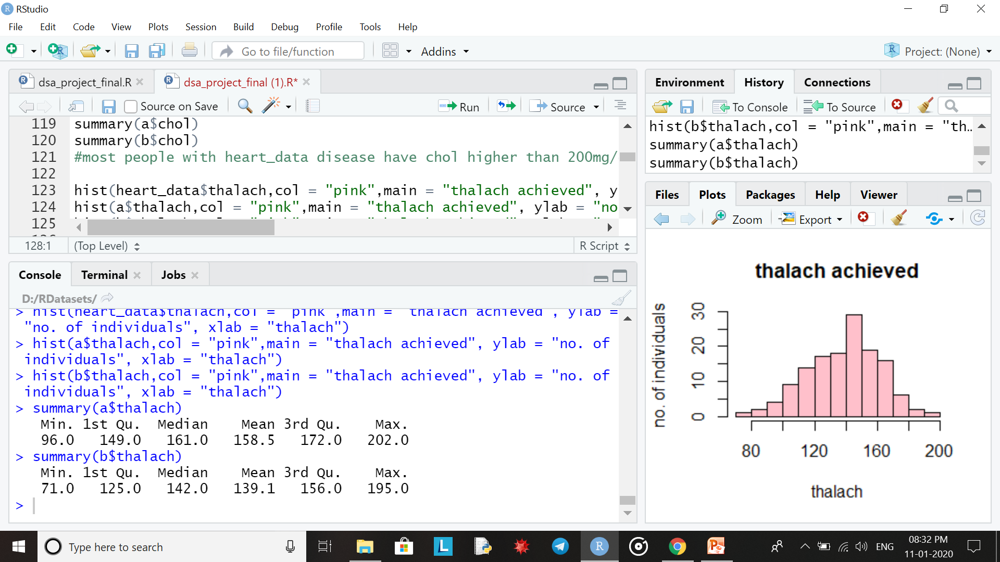 RStudio
File Edit Code View Plots Session Build Debug Profile Tools Help
Go to file/function Addins Project: (None)
dsa_project_final.R dsa_project_final (1).R*
Source on Save Run Source
119 summary(a$chol)
120 summary(b$chol)
121 #most people with heart_data disease have chol higher than 200mg/
122
123 hist(heart_data$thalach,col = "pink",main = "thalach achieved", y
124 hist(a$thalach,col = "pink",main = "thalach achieved", ylab = "no
125
128:1 (Top Level) R Script
Console Terminal Jobs
D:/RDatasets/
> hist(heart_data$thalach,col = "pink",main = "thalach achieved", ylab =
"no. of individuals", xlab = "thalach")
> hist(a$thalach,col = "pink",main = "thalach achieved", ylab = "no. of
individuals", xlab = "thalach")
> hist(b$thalach,col = "pink",main = "thalach achieved", ylab = "no. of
individuals", xlab = "thalach")
> summary(a$thalach)
Min. 1st Qu. Median Mean 3rd Qu. Max.
96.0 149.0 161.0 158.5 172.0 202.0
> summary(b$thalach)
Min. 1st Qu. Median Mean 3rd Qu. Max.
71.0 125.0 142.0 139.1 156.0 195.0
>
Environment History Connections
To Console To Source
hist(b$thalach,col = "pink",main = "th..
summary(a$thalach)
summary(b$thalach)
Files Plots Packages Help Viewer
Zoom Export
thalach achieved
no. of individuals
0 10 20 30
80 120 160 200
thalach
Type here to search
ENG
08:32 PM
11-01-2020